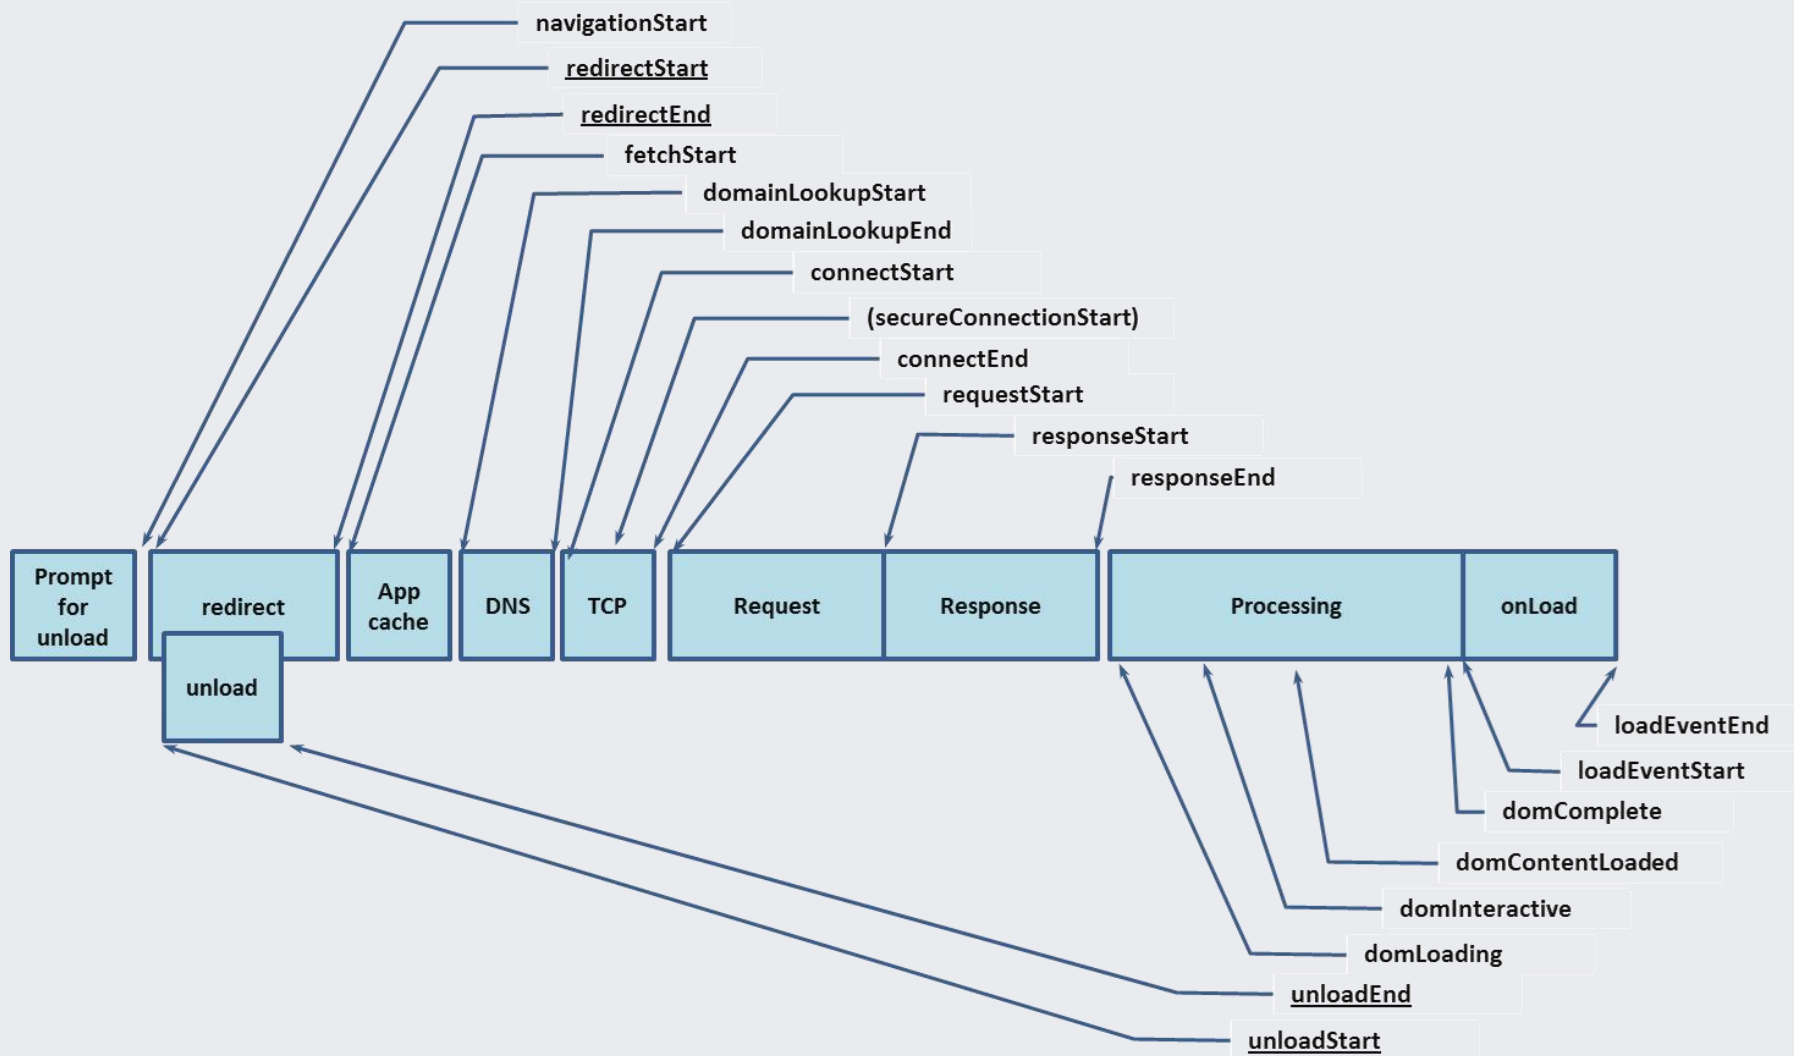 navigationStart
redirectStart
redirectEnd
fetchStart
domainLookupStart
domainLookupEnd
connectStart
(secureConnectionStart)
connectEnd
requestStart
responseStart
responseEnd
Prompt
for
unload
redirect
unload
App
cache
DNS
TCP
Request
Response
Processing
onLoad
loadEventEnd
loadEventStart
domComplete
domContentLoaded
domInteractive
domLoading
unloadEnd
unloadStart